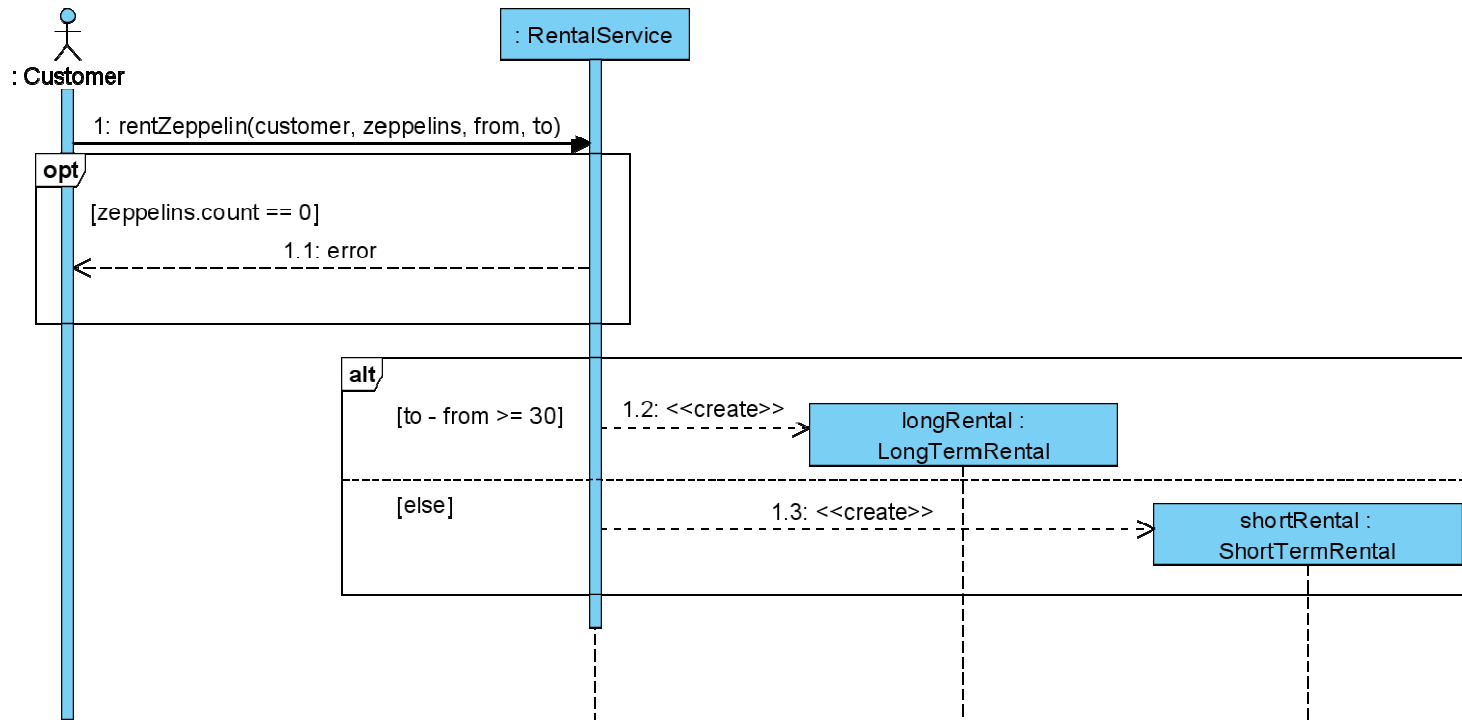 : RentalService
: Customer
1: rentZeppelin(customer, zeppelins, from, to)
opt
[zeppelins.count == 0]
1.1: error
alt
[to - from >= 30]
1.2: <<create>>
longRental :
LongTermRental
[else]
1.3: <<create>>
shortRental :
ShortTermRental